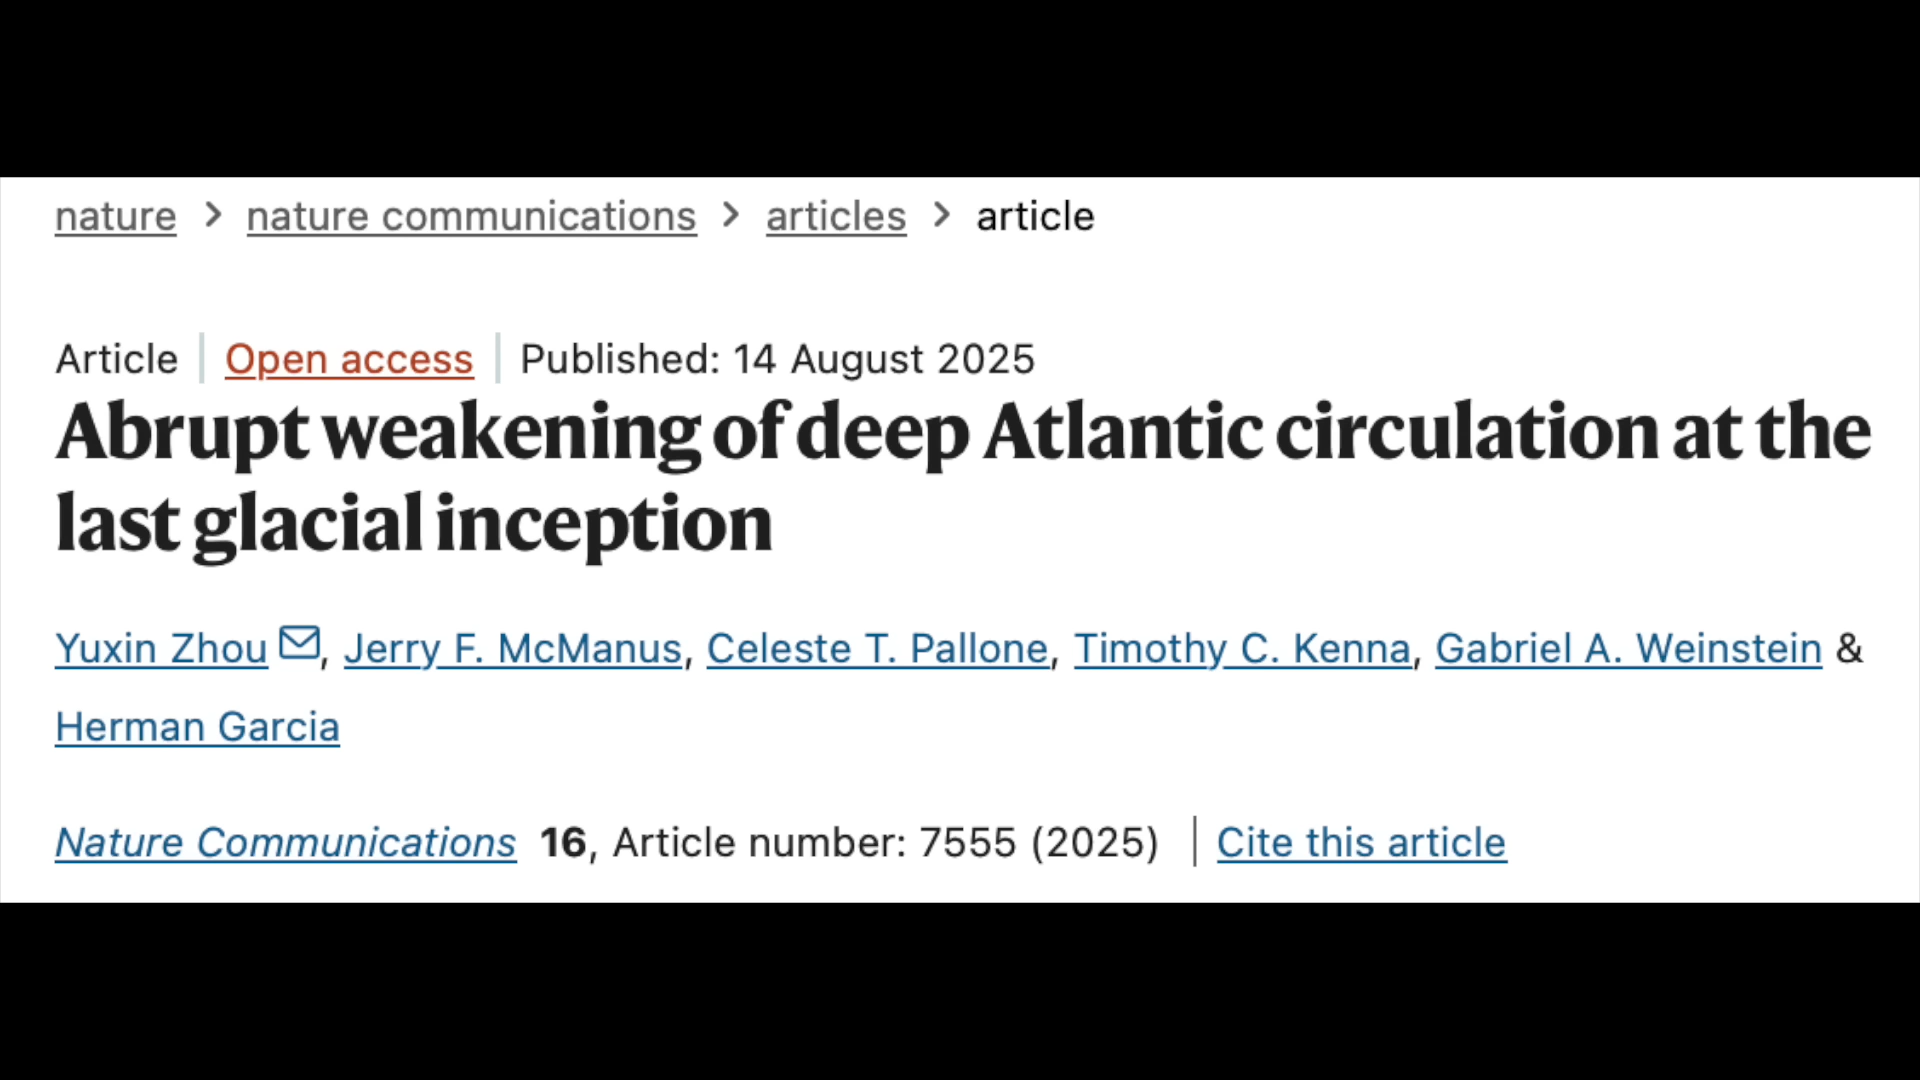 nature > nature communications > articles > article
Article | Open access | Published: 14 August 2025
Abrupt weakening of deep Atlantic circulation at the
last glacial inception
Yuxin Zhou, Jerry F. McManus, Celeste T. Pallone, Timothy C. Kenna, Gabriel A. Weinstein &
Herman Garcia
Nature Communications 16, Article number: 7555 (2025) | Cite this article